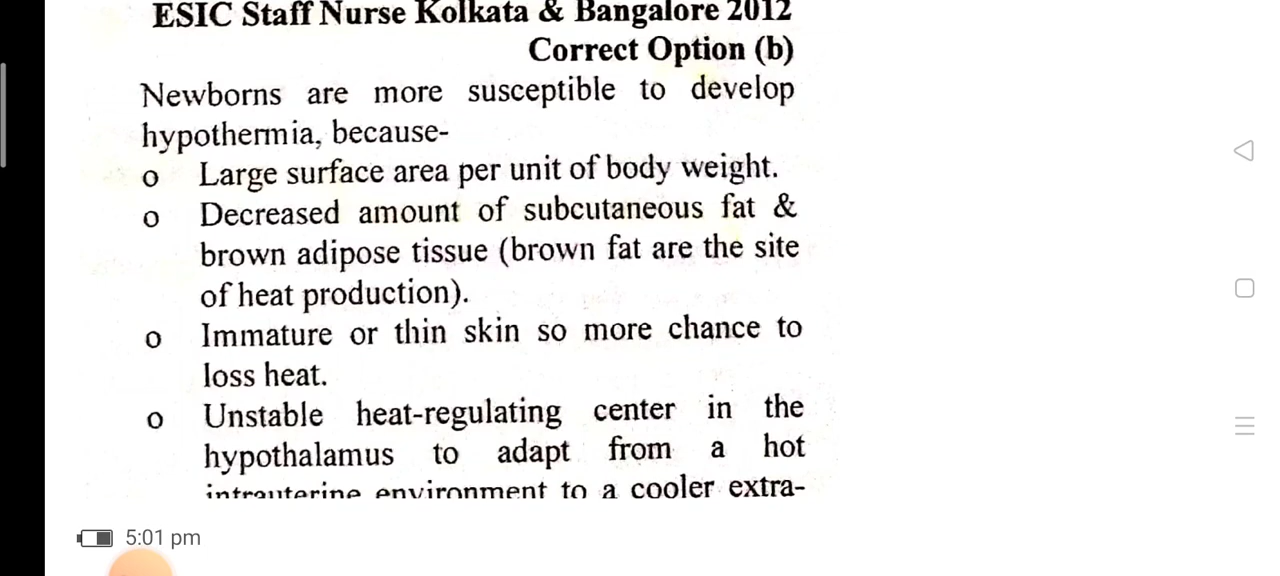 ESIC Staff Nurse Kolkata & Bangalore 2012
Correct Option (b)
Newborns are more susceptible to develop
hypothermia, because-
o Large surface area per unit of body weight.
o Decreased amount of subcutaneous fat &
brown adipose tissue (brown fat are the site
of heat production).
o Immature or thin skin so more chance to
loss heat.
o Unstable heat-regulating center in the
hypothalamus to adapt from a hot
intrauterine environment to a cooler extra-
5:01 pm